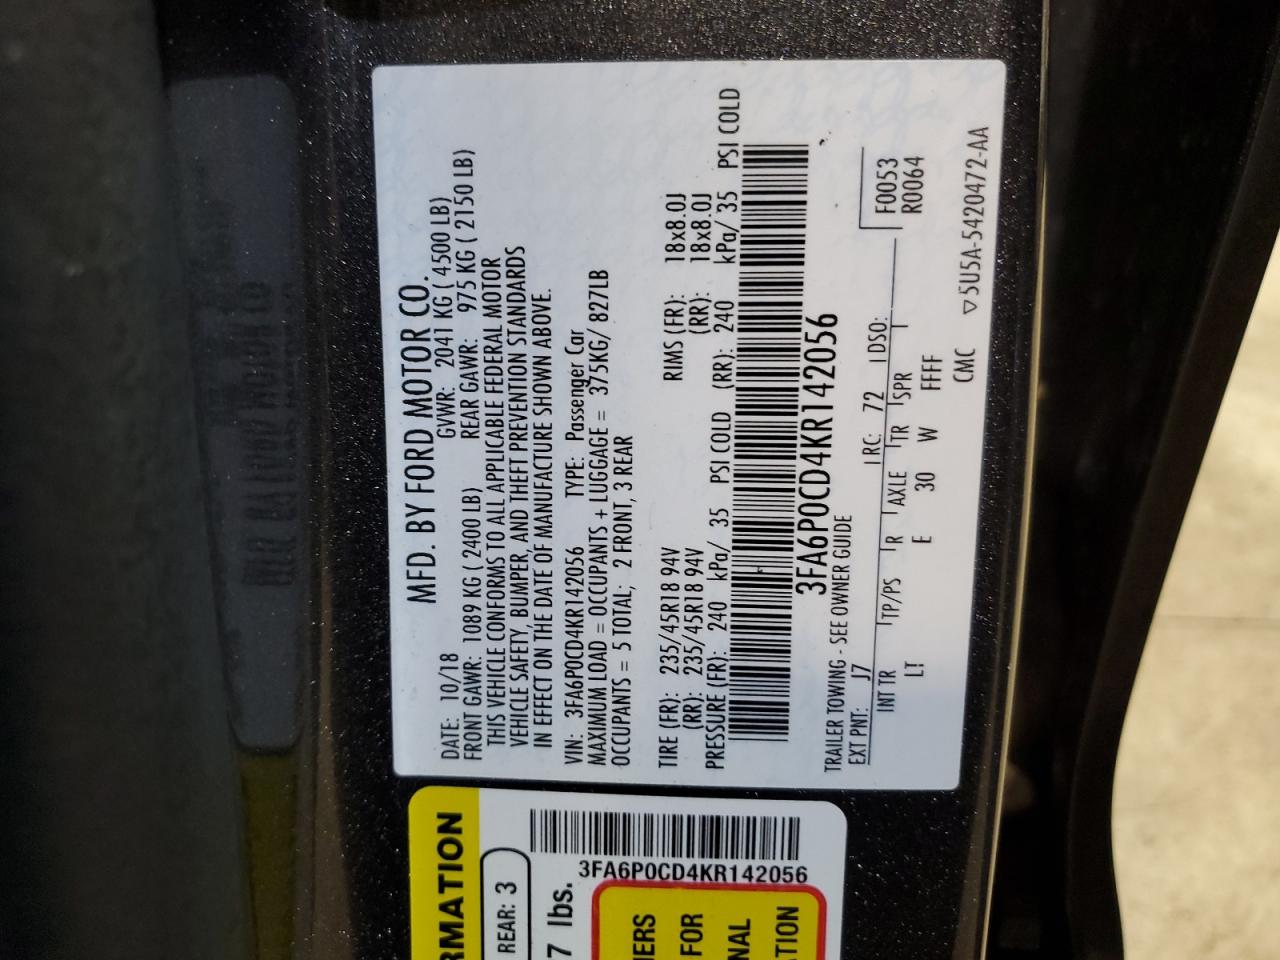 MFD. BY FORD MOTOR CO.
DATE: 10/18 GVWR: 2041 KG ( 4500 LB)
FRONT GAWR: 1089 KG ( 2400 LB) REAR GAWR: 975 KG ( 2150 LB)
THIS VEHICLE CONFORMS TO ALL APPLICABLE FEDERAL MOTOR
VEHICLE SAFETY, BUMPER, AND THEFT PREVENTION STANDARDS
IN EFFECT ON THE DATE OF MANUFACTURE SHOWN ABOVE.
VIN: 3FA6P0CD4KR142056 TYPE: Passenger Car
MAXIMUM LOAD = OCCUPANTS + LUGGAGE = 375KG/ 827LB
OCCUPANTS = 5 TOTAL; 2 FRONT, 3 REAR
TIRE (FR): 235/45R18 94V RIMS (FR): 18x8.0J
(RR): 235/45R18 94V (RR): 18x8.0J
PRESSURE (FR): 240 kPa/ 35 PSI COLD (RR): 240 kPa/ 35 PSI COLD
3FA6P0CD4KR142056
TRAILER TOWING - SEE OWNER GUIDE
EXT PNT: J7 RC: 72 DSO: F0053
INT TR TP/PS R AXLE TR SPR R0064
LT E 30 W FFFF
CMC ▽5U5A-5420472-AA
RMATION
REAR: 3
7 lbs.
3FA6P0CD4KR142056
IERS
FOR
NAL
TION